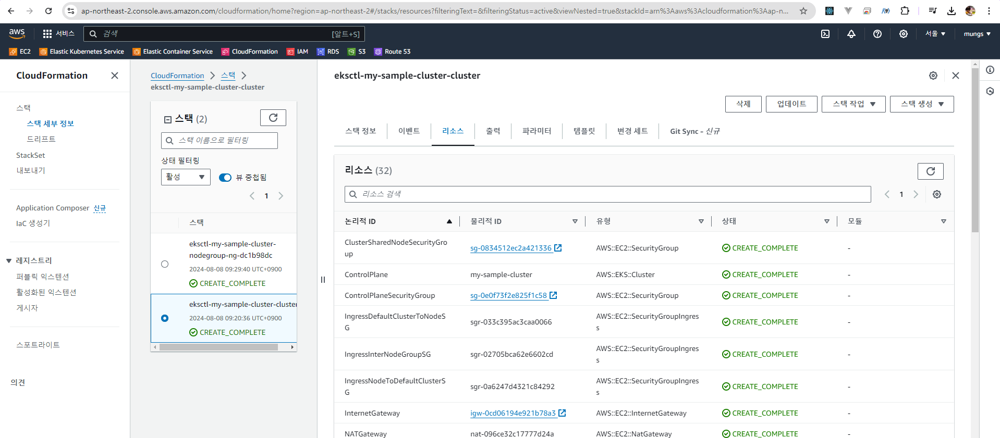 ap-northeast-2.console.aws.amazon.com/cloudformation/home?region=ap-northeast-2#/stacks/resources?filteringText=&filteringStatus=active&viewNested=true&stackId=arn%3Aaws%3Acloudformation%3Aap-n...
aws 서비스 검색 [알트+S] 서울 ▼ mungs ▼
EC2 Elastic Kubernetes Service Elastic Container Service CloudFormation IAM RDS S3 Route 53
CloudFormation
스택
스택 세부 정보
드리프트
StackSet
내보내기
Application Composer 신규
IaC 생성기
레지스트리
퍼블릭 익스텐션
활성화된 익스텐션
게시자
스포트라이트
의견
CloudFormation > 스택 >
eksctl-my-sample-cluster-cluster
스택 (2)
스택 이름으로 필터링
상태 필터링
활성 뷰 중첩됨
1
스택
eksctl-my-sample-cluster-
nodegroup-ng-dc1b98dc
2024-08-08 09:29:40 UTC+0900
CREATE_COMPLETE
eksctl-my-sample-cluster-cluster
2024-08-08 09:20:36 UTC+0900
CREATE_COMPLETE
eksctl-my-sample-cluster-cluster
삭제 업데이트 스택 작업 ▼ 스택 생성 ▼
스택 정보 이벤트 리소스 출력 파라미터 템플릿 변경 세트 Git Sync - 신규
리소스 (32)
리소스 검색
1
논리적 ID 물리적 ID 유형 상태 모듈
ClusterSharedNodeSecurityGro
up sg-0834512ec2a421336 AWS::EC2::SecurityGroup CREATE_COMPLETE -
ControlPlane my-sample-cluster AWS::EKS::Cluster CREATE_COMPLETE -
ControlPlaneSecurityGroup sg-0e0f73f2e825f1c58 AWS::EC2::SecurityGroup CREATE_COMPLETE -
IngressDefaultClusterToNodeS
G sgr-033c395ac3caa0066 AWS::EC2::SecurityGroupIngres
s CREATE_COMPLETE -
IngressInterNodeGroupSG sgr-02705bca62e6602cd AWS::EC2::SecurityGroupIngres
s CREATE_COMPLETE -
IngressNodeToDefaultClusterS
G sgr-0a6247d4321c84292 AWS::EC2::SecurityGroupIngres
s CREATE_COMPLETE -
InternetGateway igw-0cd06194e921b78a3 AWS::EC2::InternetGateway CREATE_COMPLETE -
NATGateway nat-096ce32c17777d24a AWS::EC2::NatGateway CREATE_COMPLETE -